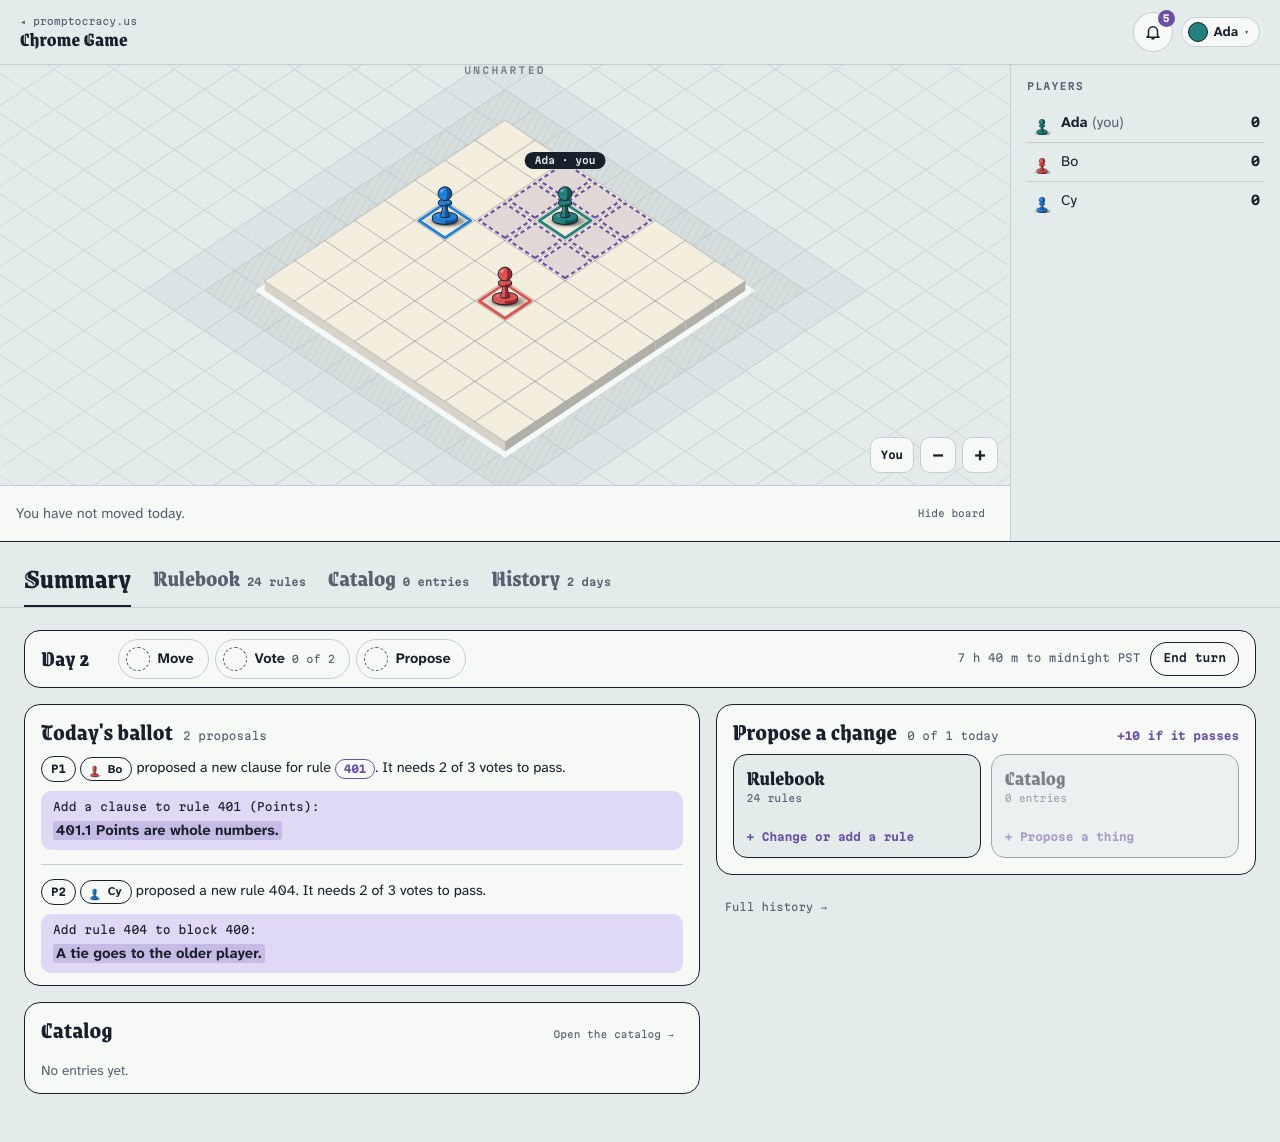 ◂ promptocracy.us
Chrome Game
5
Ada ▾
UNCHARTED
Ada · you
You
−
+
You have not moved today.
Hide board
PLAYERS
Ada (you) 0
Bo 0
Cy 0
Summary
Rulebook 24 rules
Catalog 0 entries
History 2 days
Day 2
Move
Vote 0 of 2
Propose
7 h 40 m to midnight PST
End turn
Today's ballot 2 proposals
P1 Bo proposed a new clause for rule 401. It needs 2 of 3 votes to pass.
Add a clause to rule 401 (Points):
401.1 Points are whole numbers.
P2 Cy proposed a new rule 404. It needs 2 of 3 votes to pass.
Add rule 404 to block 400:
A tie goes to the older player.
Catalog
Open the catalog →
No entries yet.
Propose a change 0 of 1 today
+10 if it passes
Rulebook
24 rules
+ Change or add a rule
Catalog
0 entries
+ Propose a thing
Full history →